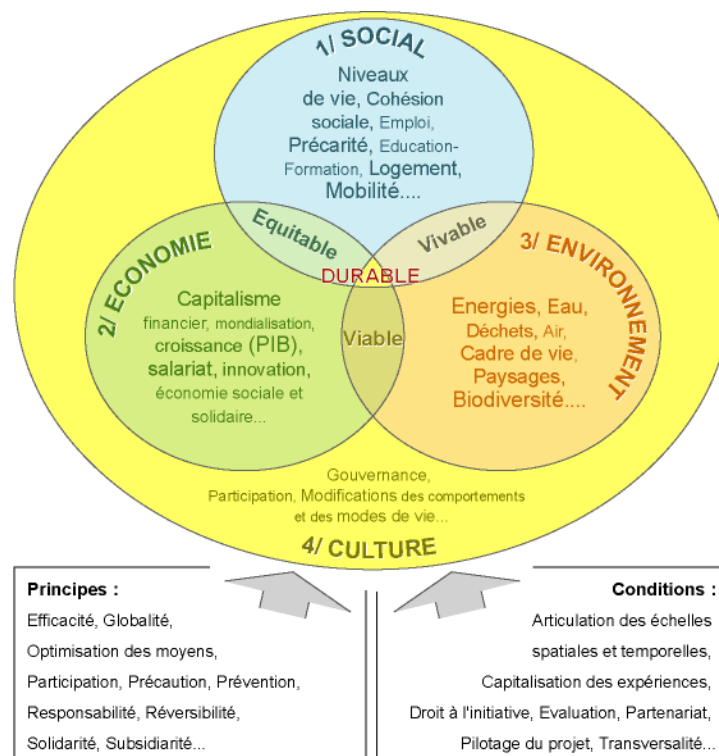 1/ SOCIAL
Niveaux
de vie, Cohésion
sociale, Emploi,
Précarité, Education-
Formation, Logement,
Mobilité....
Equitable
Vivable
DURABLE
Viable
2/ ECONOMIE
Capitalisme
financier, mondialisation,
croissance (PIB),
salariat, innovation,
économie sociale et
solidaire...
3/ ENVIRONNEMENT
Energies, Eau,
Déchets, Air,
Cadre de vie,
Paysages,
Biodiversité....
Gouvernance,
Participation, Modifications des comportements
et des modes de vie...
4/ CULTURE
Principes :
Efficacité, Globalité,
Optimisation des moyens,
Participation, Précaution, Prévention,
Responsabilité, Réversibilité,
Solidarité, Subsidiarité...
Conditions :
Articulation des échelles
spatiales et temporelles,
Capitalisation des expériences,
Droit à l'initiative, Evaluation, Partenariat,
Pilotage du projet, Transversalité...